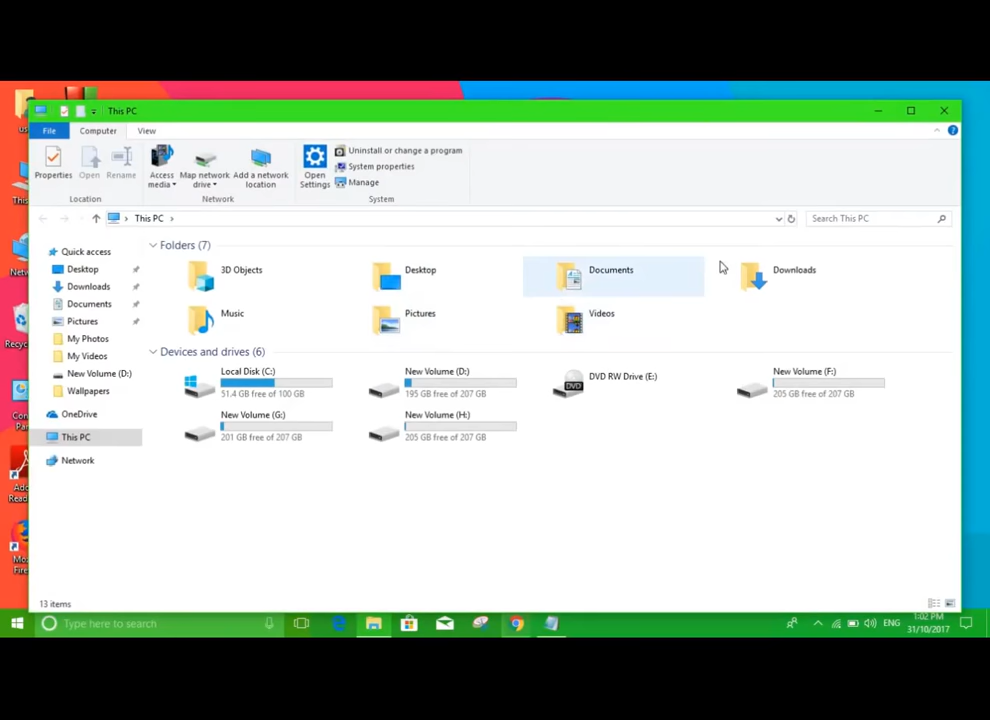 This PC
File Computer View
Properties Open Rename Access media Map network drive Add a network location Open Settings Uninstall or change a program
System properties
Manage
Location Network System
This PC Search This PC
Quick access
Desktop
Downloads
Documents
Pictures
My Photos
My Videos
New Volume (D:)
Wallpapers
OneDrive
This PC
Network
Folders (7)
3D Objects Desktop Documents Downloads
Music Pictures Videos
Devices and drives (6)
Local Disk (C:) New Volume (D:) DVD RW Drive (E:) New Volume (F:)
51.4 GB free of 100 GB 195 GB free of 207 GB 205 GB free of 207 GB
New Volume (G:) New Volume (H:)
201 GB free of 207 GB 205 GB free of 207 GB
13 items
Type here to search ENG 1:02 PM
31/10/2017
DVD